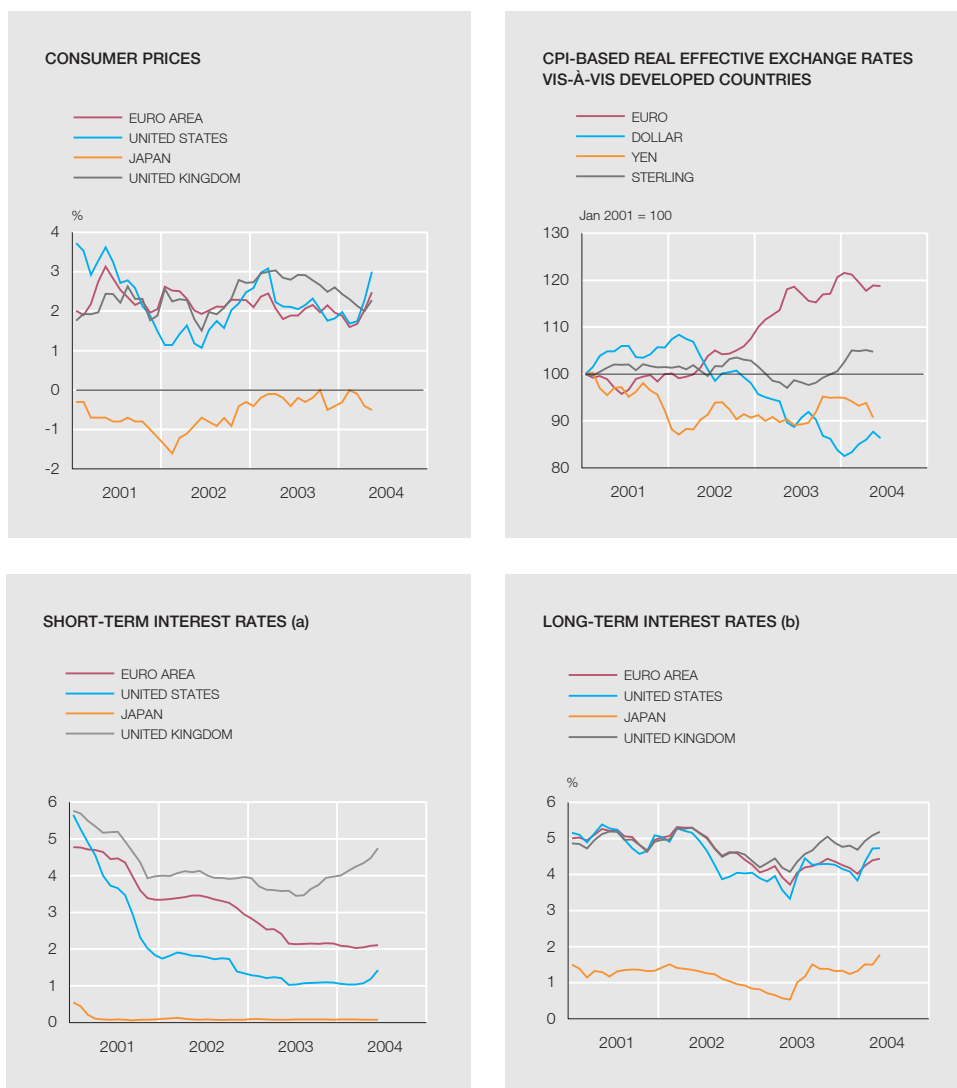 CONSUMER PRICES
EURO AREA
UNITED STATES
JAPAN
UNITED KINGDOM
%
4
3
2
1
0
-1
-2
2001 2002 2003 2004
CPI-BASED REAL EFFECTIVE EXCHANGE RATES
VIS-À-VIS DEVELOPED COUNTRIES
EURO
DOLLAR
YEN
STERLING
Jan 2001 = 100
130
120
110
100
90
80
2001 2002 2003 2004
SHORT-TERM INTEREST RATES (a)
EURO AREA
UNITED STATES
JAPAN
UNITED KINGDOM
6
5
4
3
2
1
0
2001 2002 2003 2004
LONG-TERM INTEREST RATES (b)
EURO AREA
UNITED STATES
JAPAN
UNITED KINGDOM
%
6
5
4
3
2
1
0
2001 2002 2003 2004